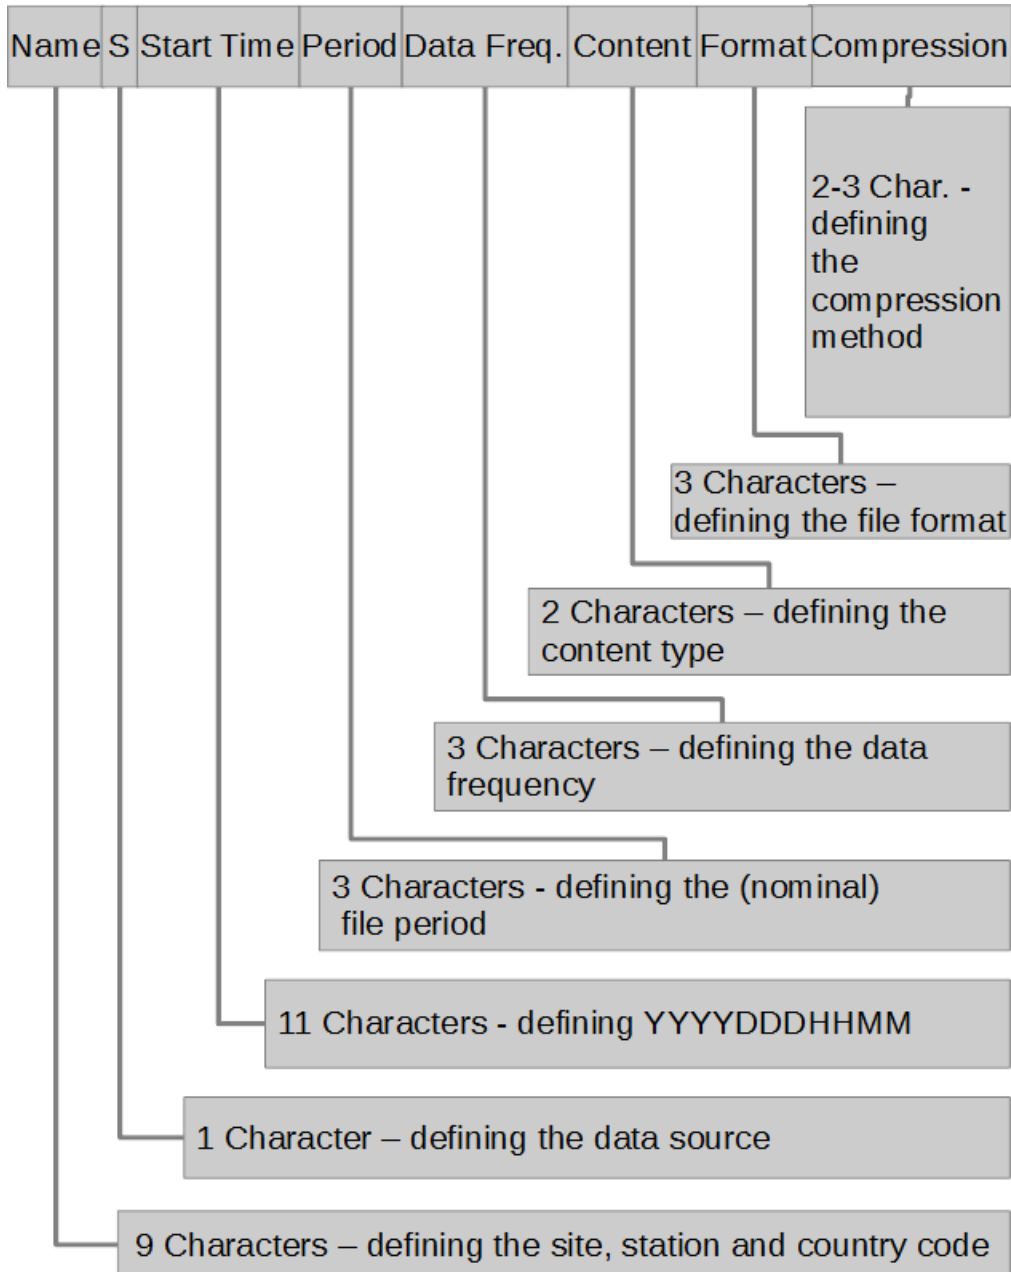 Name S Start Time Period Data Freq. Content Format Compression
2-3 Char. -
defining
the
compression
method
3 Characters –
defining the file format
2 Characters – defining the
content type
3 Characters – defining the data
frequency
3 Characters - defining the (nominal)
file period
11 Characters - defining YYYYDDDHHMM
1 Character – defining the data source
9 Characters – defining the site, station and country code